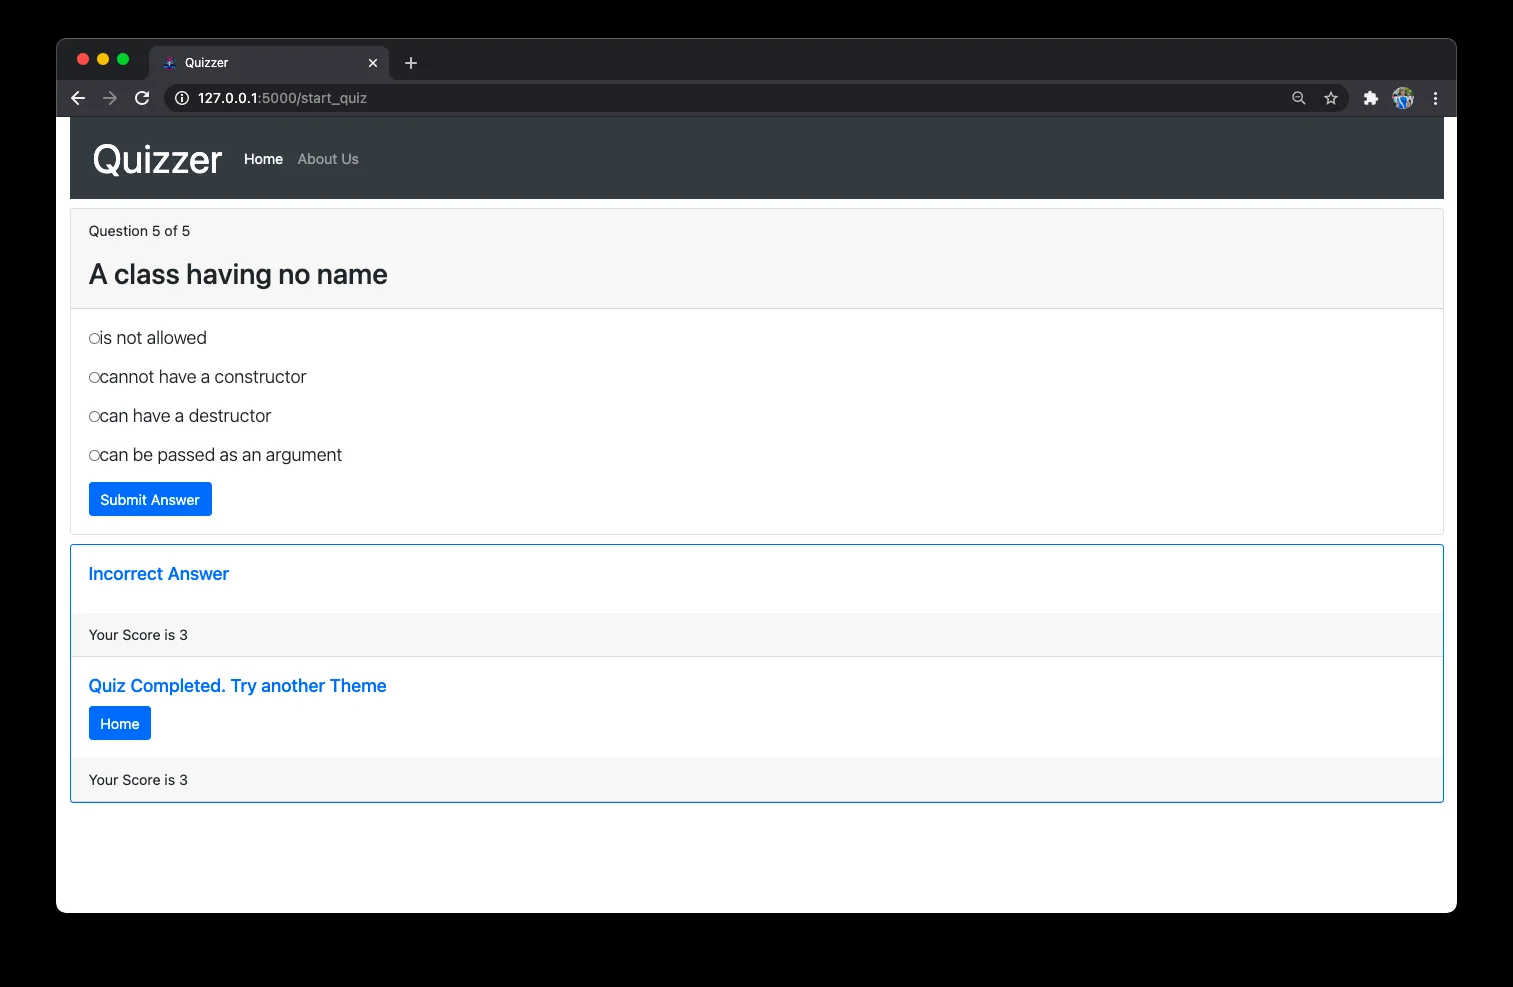 Quizzer
127.0.0.1:5000/start_quiz
Quizzer Home About Us
Question 5 of 5
A class having no name
is not allowed
cannot have a constructor
can have a destructor
can be passed as an argument
Submit Answer
Incorrect Answer
Your Score is 3
Quiz Completed. Try another Theme
Home
Your Score is 3